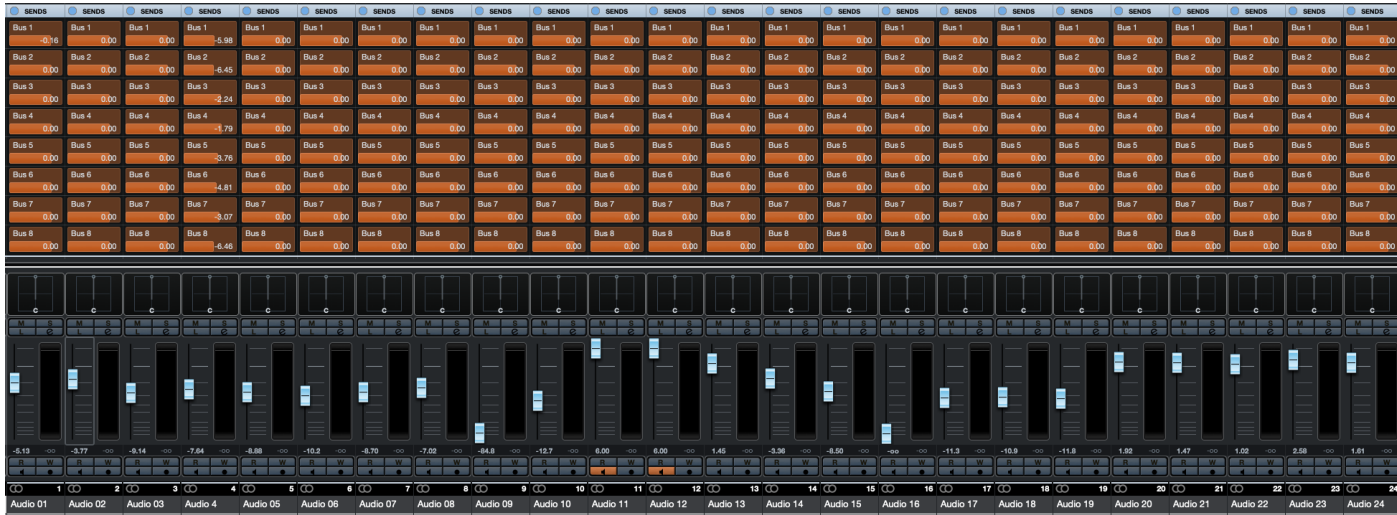 SENDS SENDS SENDS SENDS SENDS SENDS SENDS SENDS SENDS SENDS SENDS SENDS SENDS SENDS SENDS SENDS SENDS SENDS SENDS SENDS SENDS SENDS SENDS SENDS
Bus 1 Bus 1 Bus 1 Bus 1 Bus 1 Bus 1 Bus 1 Bus 1 Bus 1 Bus 1 Bus 1 Bus 1 Bus 1 Bus 1 Bus 1 Bus 1 Bus 1 Bus 1 Bus 1 Bus 1 Bus 1 Bus 1 Bus 1 Bus 1
-0.16 0.00 0.00 -5.98 0.00 0.00 0.00 0.00 0.00 0.00 0.00 0.00 0.00 0.00 0.00 0.00 0.00 0.00 0.00 0.00 0.00 0.00 0.00 0.00
Bus 2 Bus 2 Bus 2 Bus 2 Bus 2 Bus 2 Bus 2 Bus 2 Bus 2 Bus 2 Bus 2 Bus 2 Bus 2 Bus 2 Bus 2 Bus 2 Bus 2 Bus 2 Bus 2 Bus 2 Bus 2 Bus 2 Bus 2 Bus 2
0.00 0.00 0.00 -6.45 0.00 0.00 0.00 0.00 0.00 0.00 0.00 0.00 0.00 0.00 0.00 0.00 0.00 0.00 0.00 0.00 0.00 0.00 0.00 0.00
Bus 3 Bus 3 Bus 3 Bus 3 Bus 3 Bus 3 Bus 3 Bus 3 Bus 3 Bus 3 Bus 3 Bus 3 Bus 3 Bus 3 Bus 3 Bus 3 Bus 3 Bus 3 Bus 3 Bus 3 Bus 3 Bus 3 Bus 3 Bus 3
0.00 0.00 0.00 -2.24 0.00 0.00 0.00 0.00 0.00 0.00 0.00 0.00 0.00 0.00 0.00 0.00 0.00 0.00 0.00 0.00 0.00 0.00 0.00 0.00
Bus 4 Bus 4 Bus 4 Bus 4 Bus 4 Bus 4 Bus 4 Bus 4 Bus 4 Bus 4 Bus 4 Bus 4 Bus 4 Bus 4 Bus 4 Bus 4 Bus 4 Bus 4 Bus 4 Bus 4 Bus 4 Bus 4 Bus 4 Bus 4
0.00 0.00 0.00 -1.79 0.00 0.00 0.00 0.00 0.00 0.00 0.00 0.00 0.00 0.00 0.00 0.00 0.00 0.00 0.00 0.00 0.00 0.00 0.00 0.00
Bus 5 Bus 5 Bus 5 Bus 5 Bus 5 Bus 5 Bus 5 Bus 5 Bus 5 Bus 5 Bus 5 Bus 5 Bus 5 Bus 5 Bus 5 Bus 5 Bus 5 Bus 5 Bus 5 Bus 5 Bus 5 Bus 5 Bus 5 Bus 5
0.00 0.00 0.00 -3.76 0.00 0.00 0.00 0.00 0.00 0.00 0.00 0.00 0.00 0.00 0.00 0.00 0.00 0.00 0.00 0.00 0.00 0.00 0.00 0.00
Bus 6 Bus 6 Bus 6 Bus 6 Bus 6 Bus 6 Bus 6 Bus 6 Bus 6 Bus 6 Bus 6 Bus 6 Bus 6 Bus 6 Bus 6 Bus 6 Bus 6 Bus 6 Bus 6 Bus 6 Bus 6 Bus 6 Bus 6 Bus 6
0.00 0.00 0.00 -4.81 0.00 0.00 0.00 0.00 0.00 0.00 0.00 0.00 0.00 0.00 0.00 0.00 0.00 0.00 0.00 0.00 0.00 0.00 0.00 0.00
Bus 7 Bus 7 Bus 7 Bus 7 Bus 7 Bus 7 Bus 7 Bus 7 Bus 7 Bus 7 Bus 7 Bus 7 Bus 7 Bus 7 Bus 7 Bus 7 Bus 7 Bus 7 Bus 7 Bus 7 Bus 7 Bus 7 Bus 7 Bus 7
0.00 0.00 0.00 -3.07 0.00 0.00 0.00 0.00 0.00 0.00 0.00 0.00 0.00 0.00 0.00 0.00 0.00 0.00 0.00 0.00 0.00 0.00 0.00 0.00
Bus 8 Bus 8 Bus 8 Bus 8 Bus 8 Bus 8 Bus 8 Bus 8 Bus 8 Bus 8 Bus 8 Bus 8 Bus 8 Bus 8 Bus 8 Bus 8 Bus 8 Bus 8 Bus 8 Bus 8 Bus 8 Bus 8 Bus 8 Bus 8
0.00 0.00 0.00 -6.46 0.00 0.00 0.00 0.00 0.00 0.00 0.00 0.00 0.00 0.00 0.00 0.00 0.00 0.00 0.00 0.00 0.00 0.00 0.00 0.00
C C C C C C C C C C C C C C C C C C C C C C C C
M S M S M S M S M S M S M S M S M S M S M S M S M S M S M S M S M S M S M S M S M S M S M S M S
L L L L L L L L L L L L L L L L L L L L L L L L
-5.13 -oo -3.77 -oo -9.14 -oo -7.64 -oo -8.88 -oo -10.2 -oo -8.70 -oo -7.02 -oo -84.8 -oo -12.7 -oo 6.00 -oo 6.00 -oo 1.45 -oo -3.36 -oo -8.50 -oo -oo -oo -11.3 -oo -10.9 -oo -11.8 -oo 1.92 -oo 1.47 -oo 1.02 -oo 2.58 -oo 1.61 -oo
R W R W R W R W R W R W R W R W R W R W R W R W R W R W R W R W R W R W R W R W R W R W R W R W
1 2 3 4 5 6 7 8 9 10 11 12 13 14 15 16 17 18 19 20 21 22 23 24
Audio 01 Audio 02 Audio 03 Audio 4 Audio 05 Audio 06 Audio 07 Audio 08 Audio 09 Audio 10 Audio 11 Audio 12 Audio 13 Audio 14 Audio 15 Audio 16 Audio 17 Audio 18 Audio 19 Audio 20 Audio 21 Audio 22 Audio 23 Audio 24